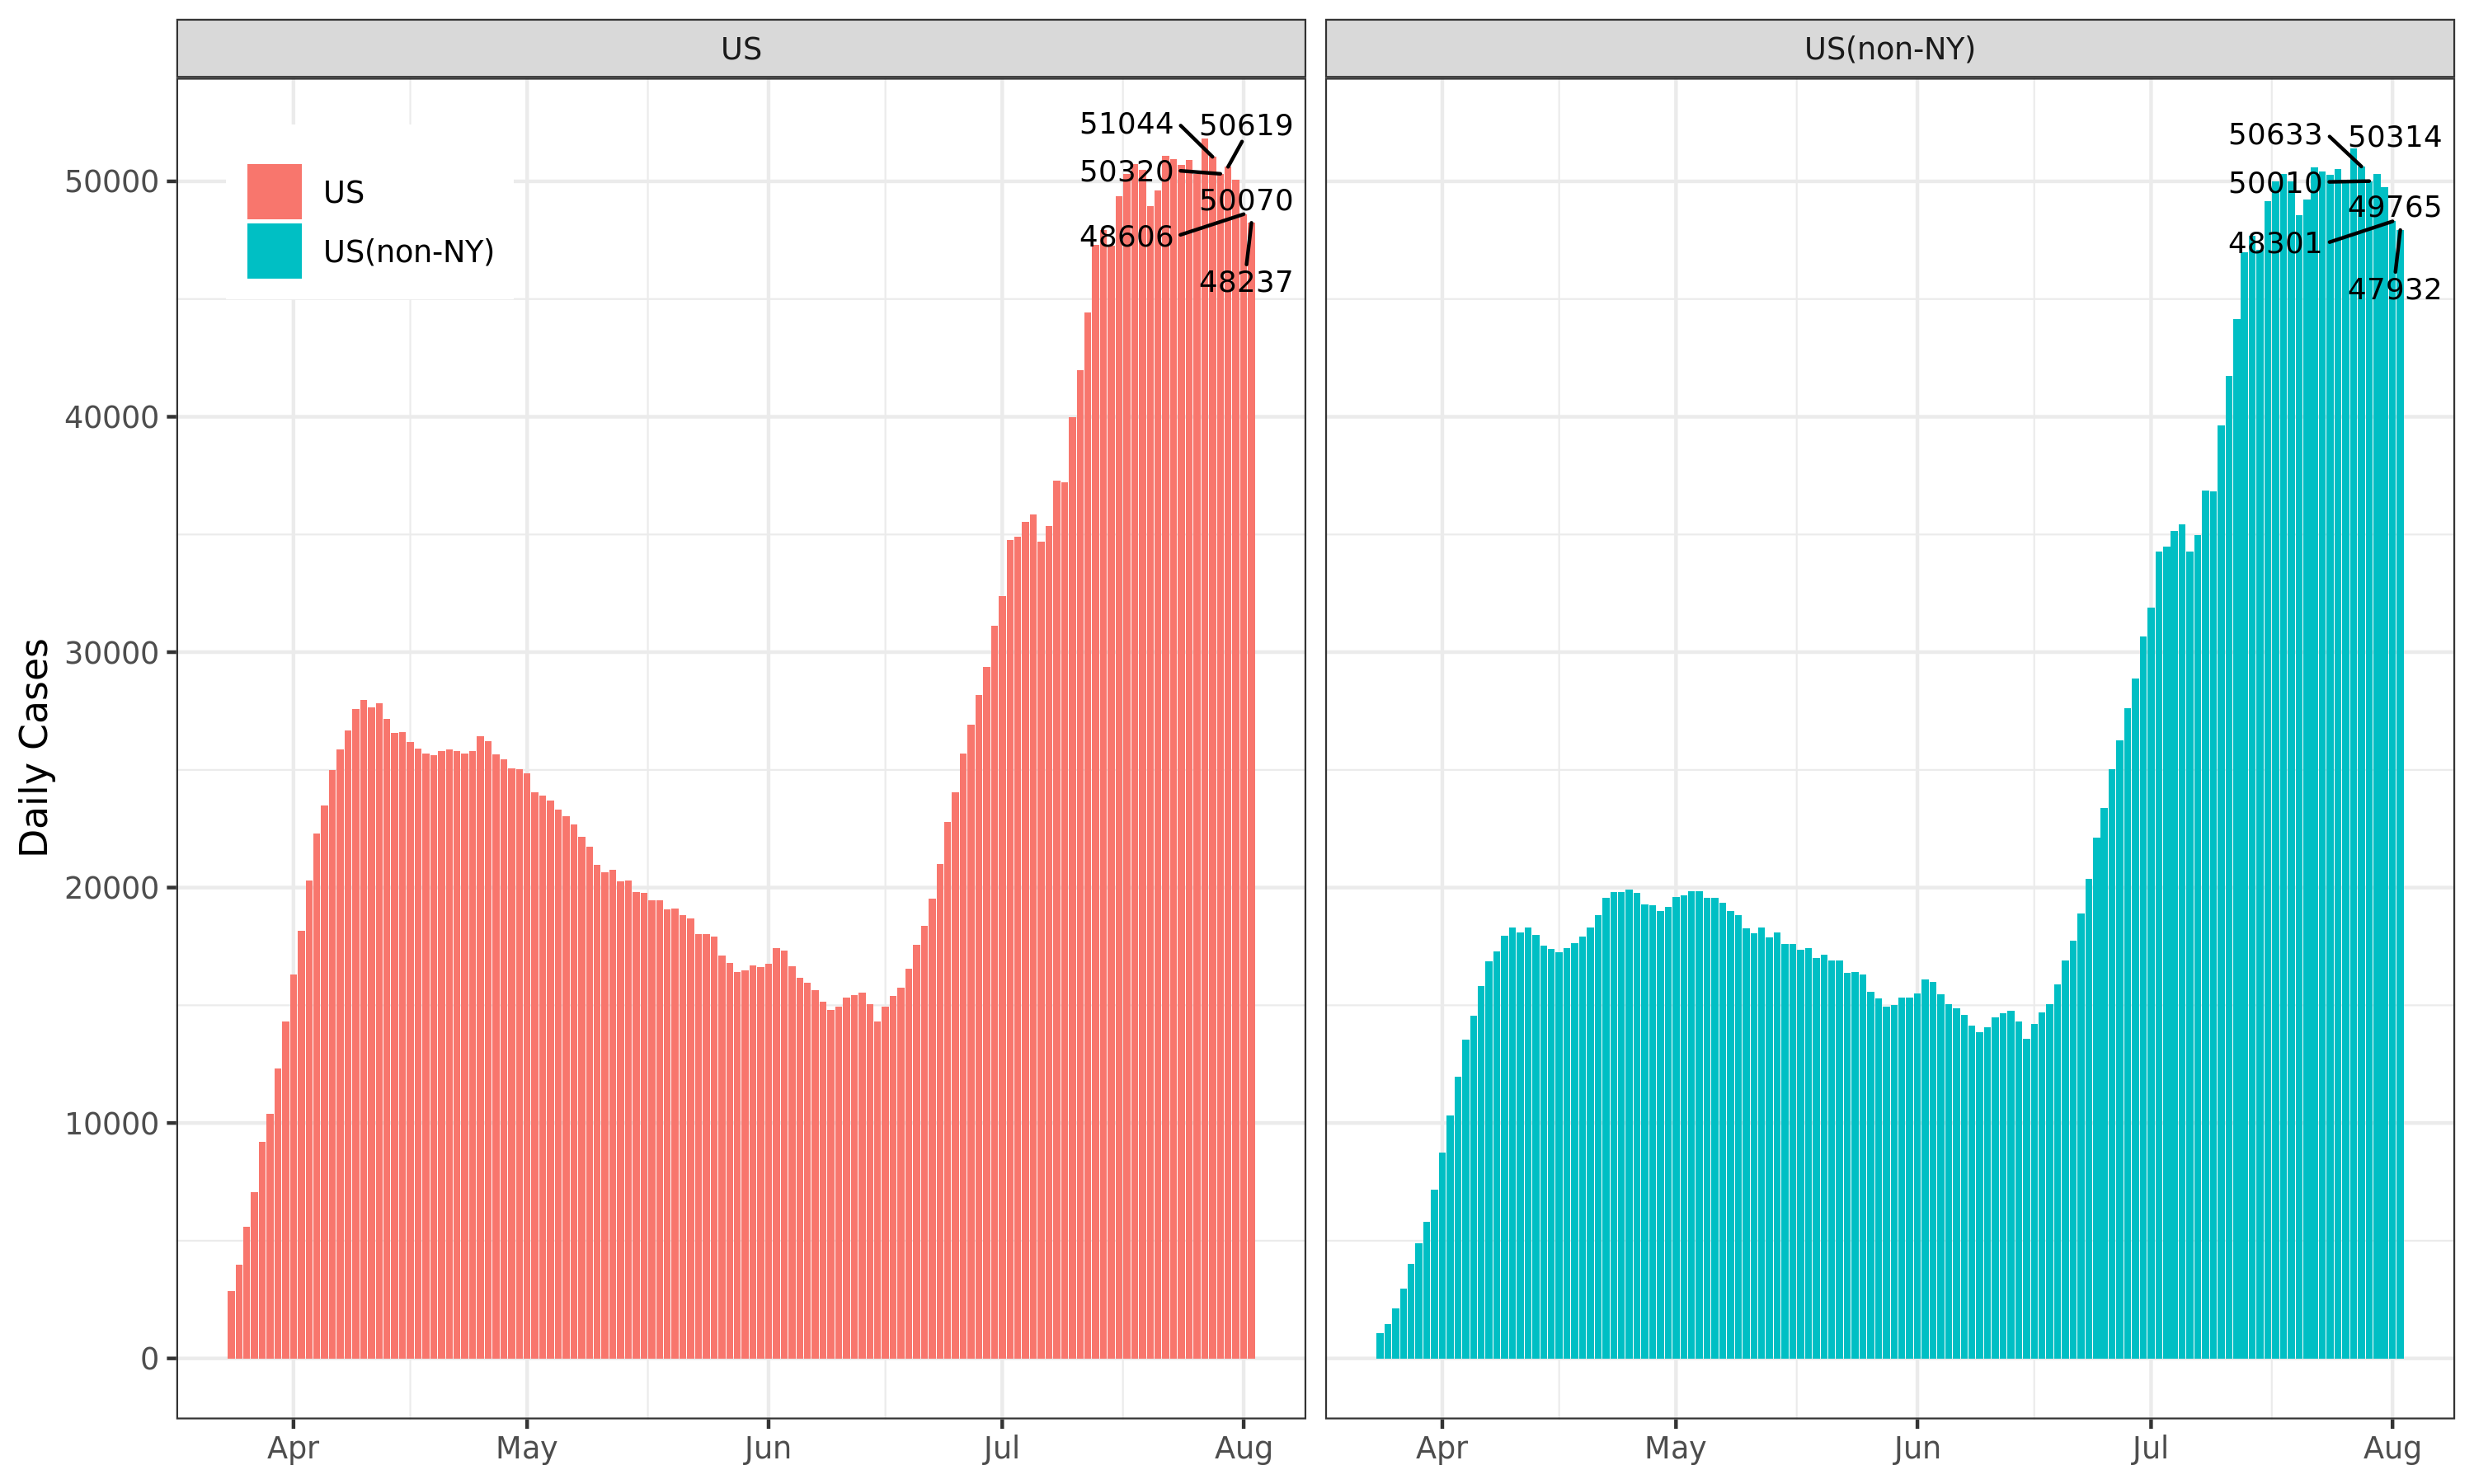 US
US(non-NY)
51044
50619
50320
50070
48606
48237
50633
50314
50010
49765
48301
47932
US
US(non-NY)
Daily Cases
50000
40000
30000
20000
10000
0
Apr
May
Jun
Jul
Aug
Apr
May
Jun
Jul
Aug